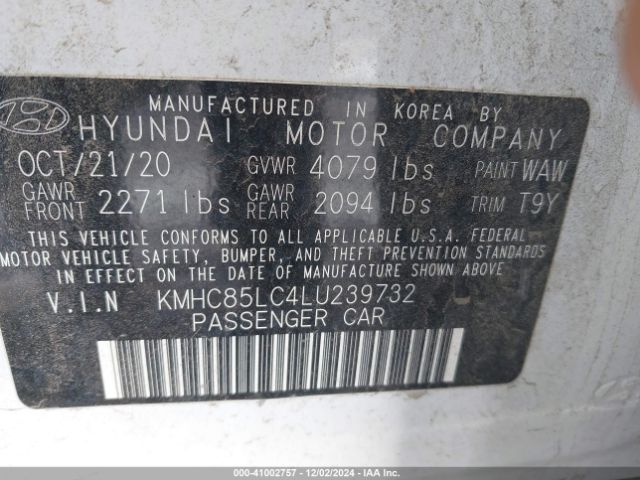 MANUFACTURED IN KOREA BY
HYUNDAI MOTOR COMPANY
OCT/21/20 GVWR 4079 lbs PAINT WAW
GAWR FRONT 2271 lbs GAWR REAR 2094 lbs TRIM T9Y
THIS VEHICLE CONFORMS TO ALL APPLICABLE U.S.A. FEDERAL
MOTOR VEHICLE SAFETY, BUMPER, AND THEFT PREVENTION STANDARDS
IN EFFECT ON THE DATE OF MANUFACTURE SHOWN ABOVE.
V.I.N KMHC85LC4LU239732
PASSENGER CAR
000-41002757 - 12/02/2024 - IAAI.com